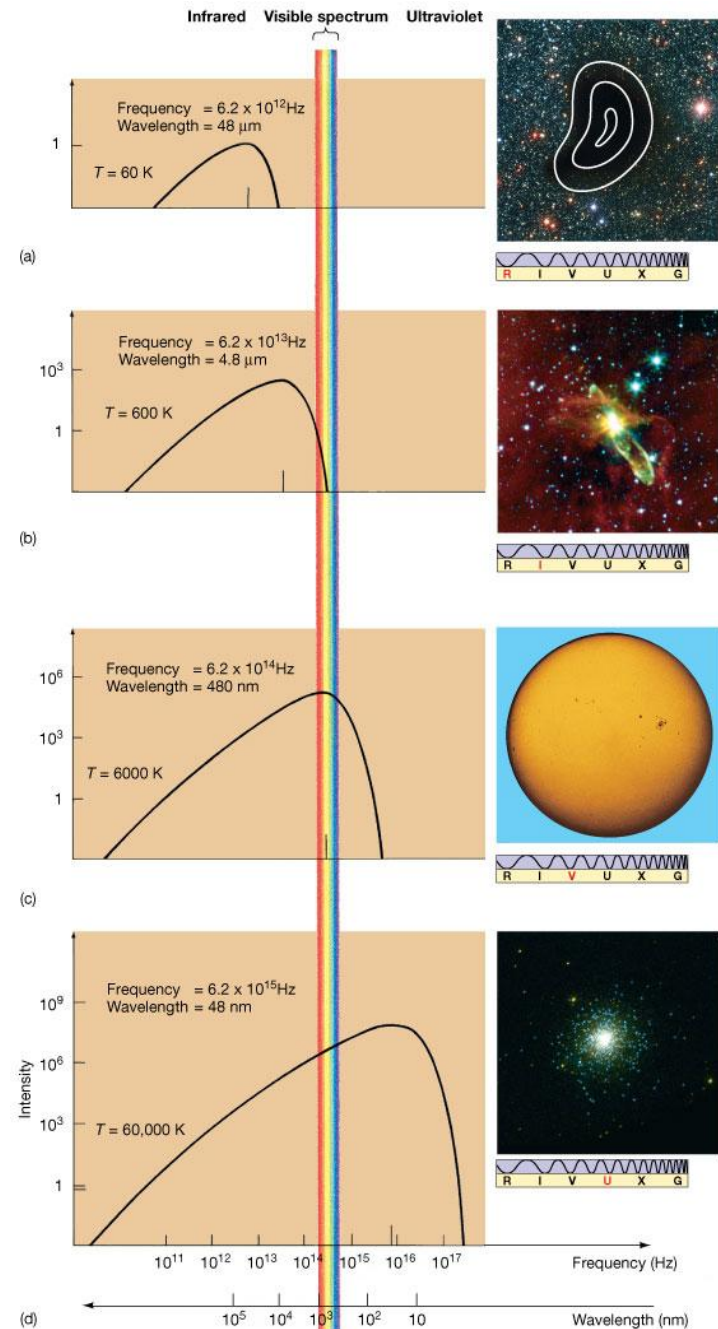 Infrared Visible spectrum Ultraviolet
Frequency = 6.2 x 10¹²Hz
Wavelength = 48 μm
1
T = 60 K
(a)
R I V U X G
Frequency = 6.2 x 10¹³Hz
Wavelength = 4.8 μm
10³
T = 600 K
1
(b)
R I V U X G
10⁶
Frequency = 6.2 x 10¹⁴Hz
Wavelength = 480 nm
10³
T = 6000 K
1
R I V U X G
(c)
Frequency = 6.2 x 10¹⁵Hz
Wavelength = 48 nm
10⁹
10⁶
Intensity
10³
T = 60,000 K
1
R I V U X G
10¹¹ 10¹² 10¹³ 10¹⁴ 10¹⁵ 10¹⁶ 10¹⁷
Frequency (Hz)
(d)
10⁵ 10⁴ 10³ 10² 10
Wavelength (nm)